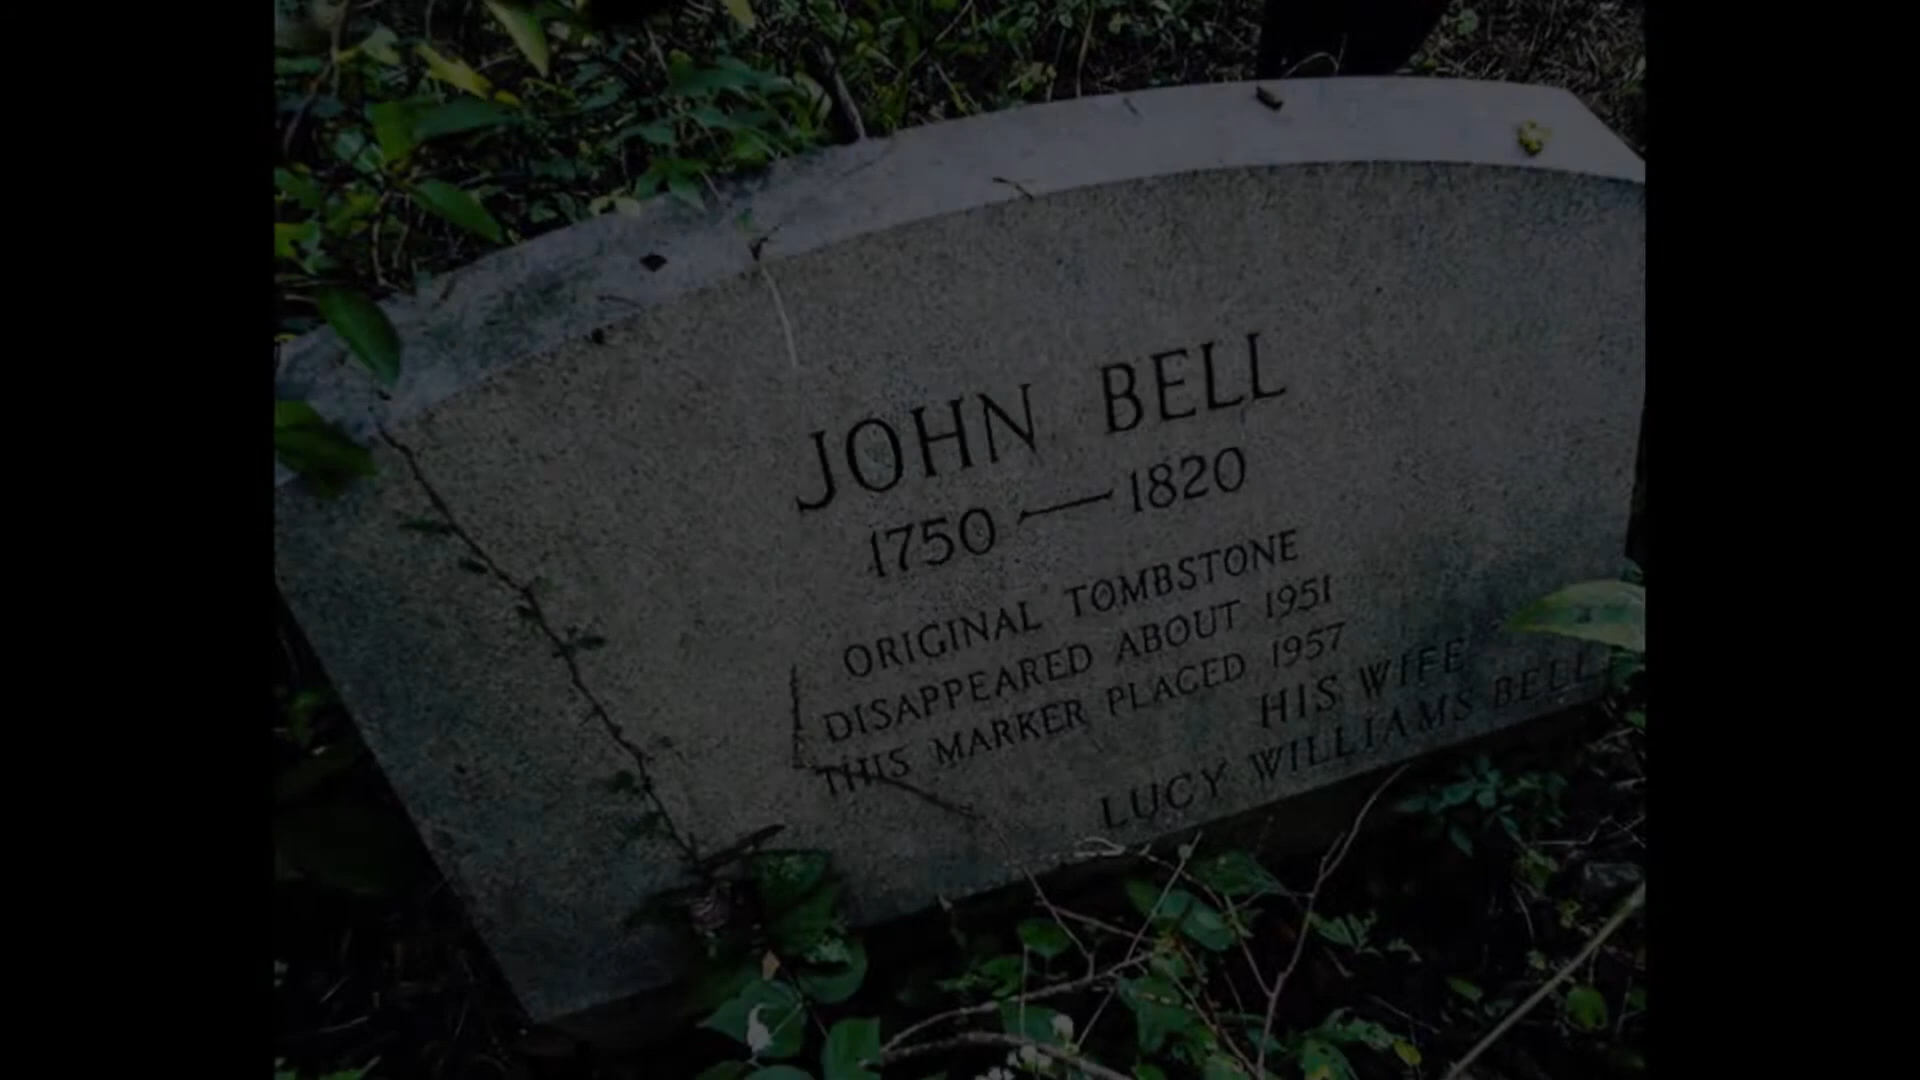 JOHN BELL
1750 — 1820
ORIGINAL TOMBSTONE
DISAPPEARED ABOUT 1951
THIS MARKER PLACED 1957
HIS WIFE
LUCY WILLIAMS BELL